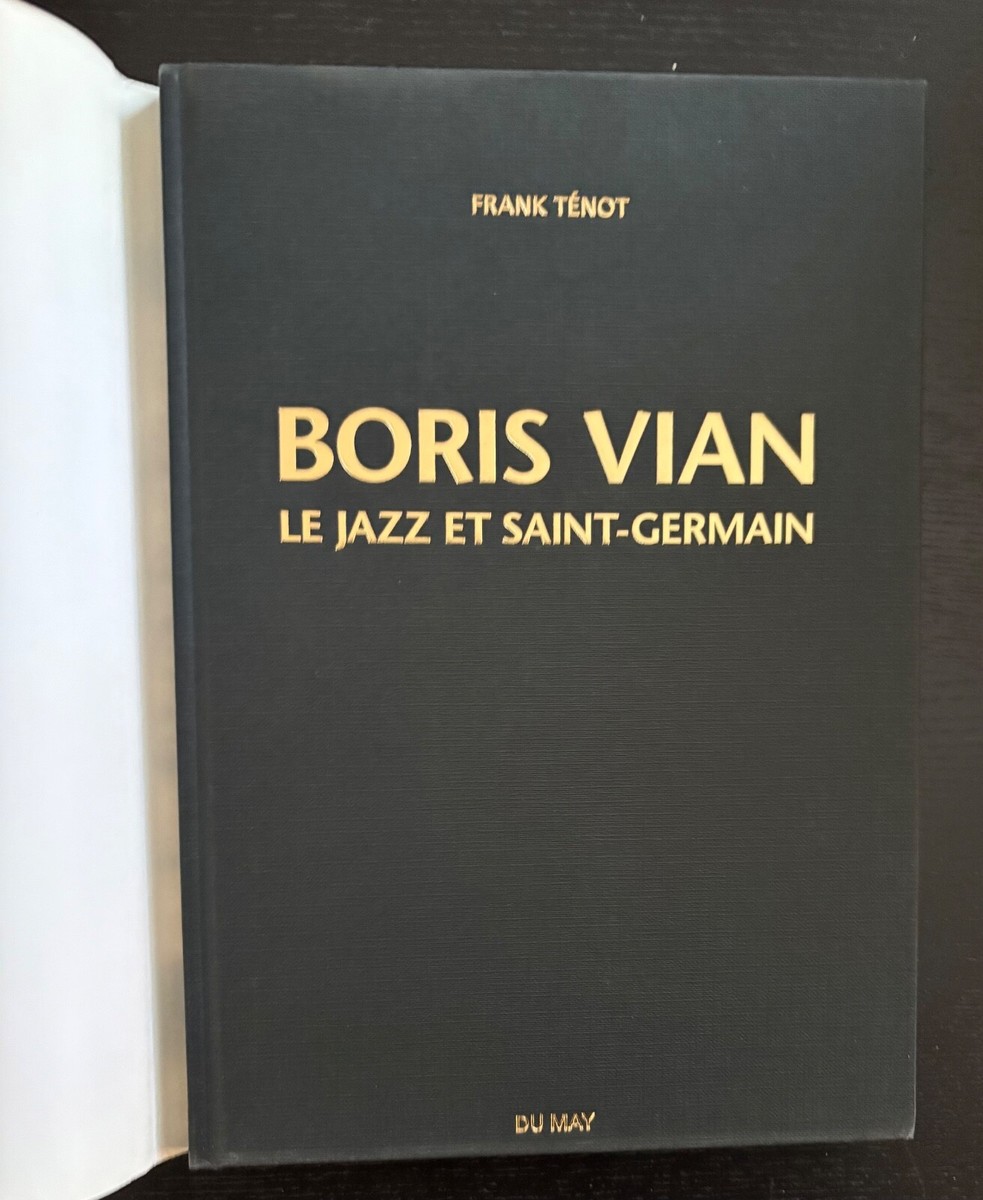 FRANK TÉNOT
BORIS VIAN
LE JAZZ ET SAINT-GERMAIN
DU MAY